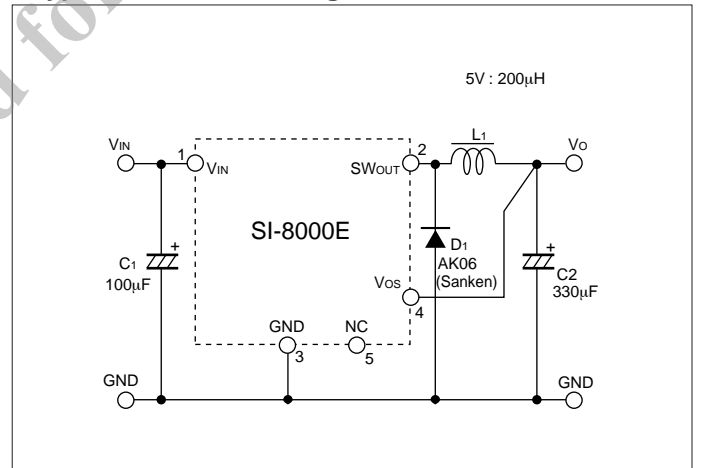 5V : 200µH
VIN
1
VIN
2
SWOUT
L1
VO
SI-8000E
C1
+
100µF
D1
AK06
(Sanken)
VOS
4
+
C2
330µF
GND
3
NC
5
GND
GND